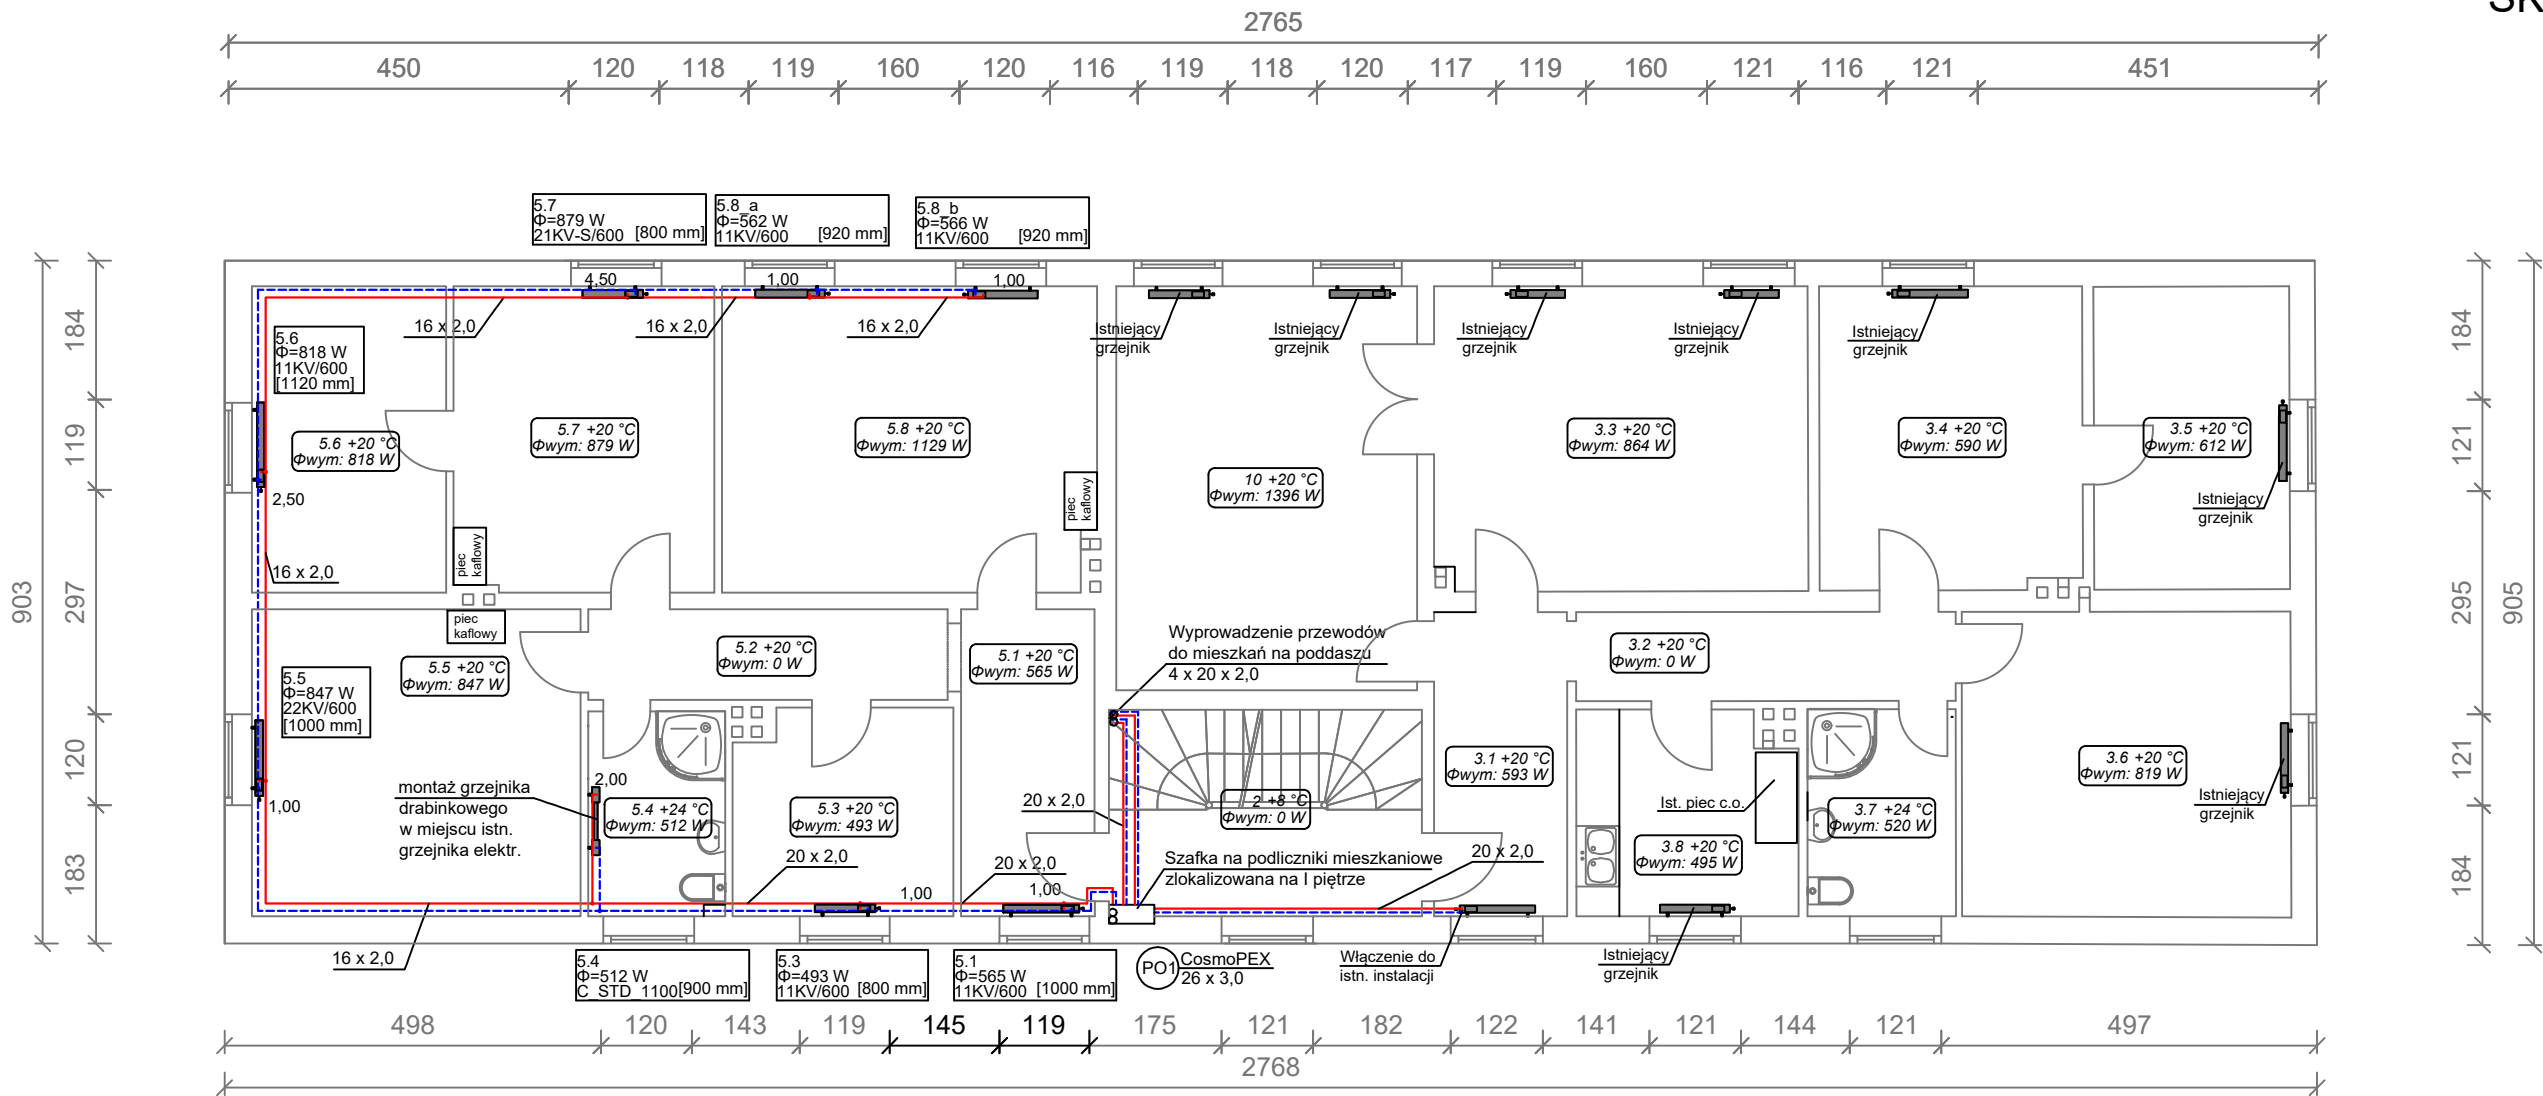 SK
2765
450 120 118 119 160 120 116 119 118 120 117 119 160 121 116 121 451
5.7
Φ=879 W
21KV-S/600 [800 mm]
5.8_a
Φ=562 W
11KV/600 [920 mm]
5.8_b
Φ=566 W
11KV/600 [920 mm]
4,50
1,00
1,00
16 x 2,0
16 x 2,0
16 x 2,0
Istniejący
grzejnik
Istniejący
grzejnik
Istniejący
grzejnik
Istniejący
grzejnik
Istniejący
grzejnik
5.6
Φ=818 W
11KV/600
[1120 mm]
5.6 +20 °C
Φwym: 818 W
5.7 +20 °C
Φwym: 879 W
5.8 +20 °C
Φwym: 1129 W
10 +20 °C
Φwym: 1396 W
3.3 +20 °C
Φwym: 864 W
3.4 +20 °C
Φwym: 590 W
3.5 +20 °C
Φwym: 612 W
2,50
Istniejący
grzejnik
piec
kaflowy
piec
kaflowy
16 x 2,0
piec
kaflowy
903
184
119
297
120
183
184
121
295
121
184
905
5.5
Φ=847 W
22KV/600
[1000 mm]
5.5 +20 °C
Φwym: 847 W
5.2 +20 °C
Φwym: 0 W
5.1 +20 °C
Φwym: 565 W
Wyprowadzenie przewodów
do mieszkań na poddaszu
4 x 20 x 2,0
3.2 +20 °C
Φwym: 0 W
1,00
montaż grzejnika
drabinkowego
w miejscu istn.
grzejnika elektr.
2,00
5.4 +24 °C
Φwym: 512 W
5.3 +20 °C
Φwym: 493 W
20 x 2,0
2 +8 °C
Φwym: 0 W
3.1 +20 °C
Φwym: 593 W
Ist. piec c.o.
3.8 +20 °C
Φwym: 495 W
3.7 +24 °C
Φwym: 520 W
3.6 +20 °C
Φwym: 819 W
Istniejący
grzejnik
20 x 2,0
20 x 2,0
1,00
1,00
Szafka na podliczniki mieszkaniowe
zlokalizowana na I piętrze
20 x 2,0
16 x 2,0
5.4
Φ=512 W
C_STD_1100 [900 mm]
5.3
Φ=493 W
11KV/600 [800 mm]
5.1
Φ=565 W
11KV/600 [1000 mm]
PO1
CosmoPEX
26 x 3,0
Włączenie do
istn. instalacji
Istniejący
grzejnik
498 120 143 119 145 119 175 121 182 122 141 121 144 121 497
2768